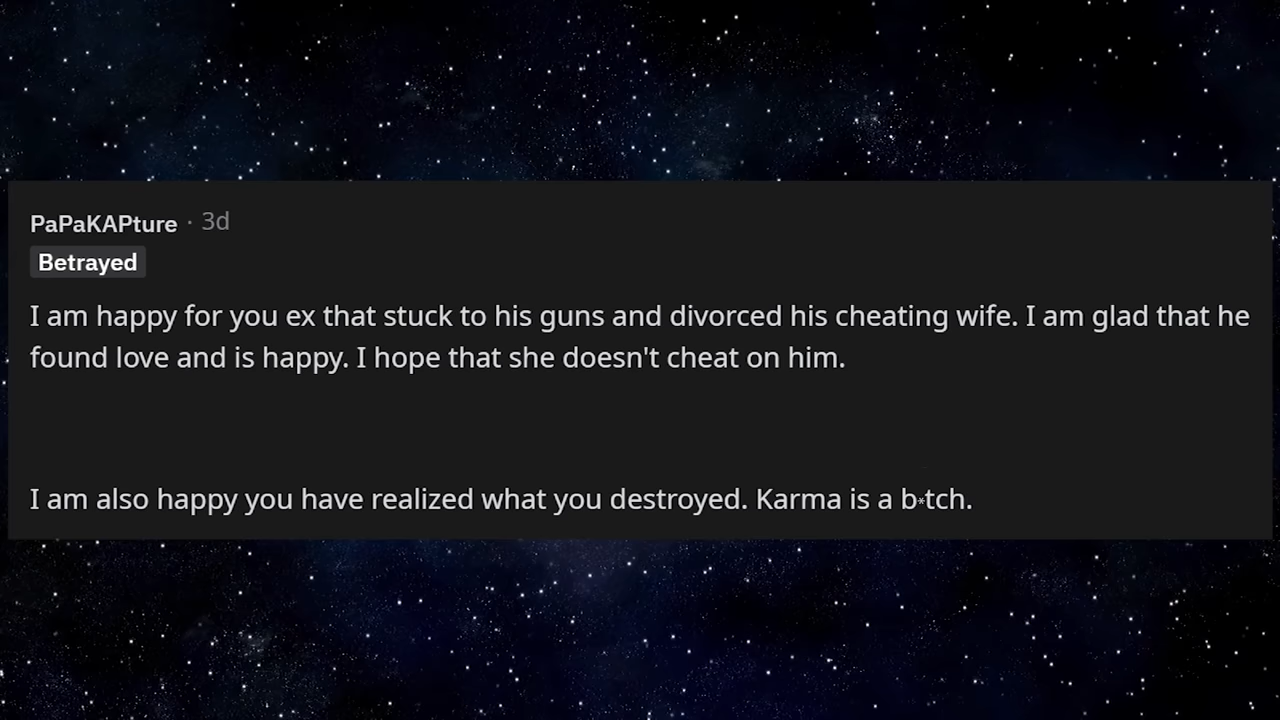 PaPaKAPture · 3d
Betrayed
I am happy for you ex that stuck to his guns and divorced his cheating wife. I am glad that he
found love and is happy. I hope that she doesn't cheat on him.
I am also happy you have realized what you destroyed. Karma is a b*tch.